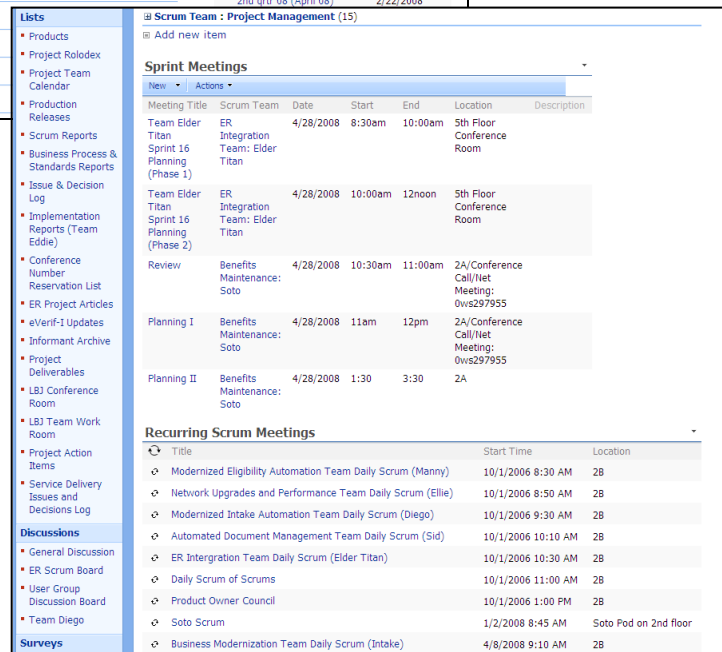 2nd qrtr 08 (April 08) 2/22/2008
Lists
Products
Project Rolodex
Project Team
Calendar
Production
Releases
Scrum Reports
Business Process &
Standards Reports
Issue & Decision
Log
Implementation
Reports (Team
Eddie)
Conference
Number
Reservation List
ER Project Articles
eVerif-I Updates
Informant Archive
Project
Deliverables
LBJ Conference
Room
LBJ Team Work
Room
Project Action
Items
Service Delivery
Issues and
Decisions Log
Discussions
General Discussion
ER Scrum Board
User Group
Discussion Board
Team Diego
Surveys
Scrum Team : Project Management (15)
Add new item
Sprint Meetings
New Actions
Meeting Title Scrum Team Date Start End Location Description
Team Elder ER 4/28/2008 8:30am 10:00am 5th Floor
Titan Integration Conference
Sprint 16 Team: Elder Room
Planning Titan
(Phase 1)
Team Elder ER 4/28/2008 10:00am 12noon 5th Floor
Titan Integration Conference
Sprint 16 Team: Elder Room
Planning Titan
(Phase 2)
Review Benefits 4/28/2008 10:30am 11:00am 2A/Conference
Maintenance: Call/Net
Soto Meeting:
0ws297955
Planning I Benefits 4/28/2008 11am 12pm 2A/Conference
Maintenance: Call/Net
Soto Meeting:
0ws297955
Planning II Benefits 4/28/2008 1:30 3:30 2A
Maintenance:
Soto
Recurring Scrum Meetings
Title Start Time Location
Modernized Eligibility Automation Team Daily Scrum (Manny) 10/1/2006 8:30 AM 2B
Network Upgrades and Performance Team Daily Scrum (Ellie) 10/1/2006 8:50 AM 2B
Modernized Intake Automation Team Daily Scrum (Diego) 10/1/2006 9:30 AM 2B
Automated Document Management Team Daily Scrum (Sid) 10/1/2006 10:10 AM 2B
ER Intergration Team Daily Scrum (Elder Titan) 10/1/2006 10:30 AM 2B
Daily Scrum of Scrums 10/1/2006 11:00 AM 2B
Product Owner Council 10/1/2006 1:00 PM 2B
Soto Scrum 1/2/2008 8:45 AM Soto Pod on 2nd floor
Business Modernization Team Daily Scrum (Intake) 4/8/2008 9:10 AM 2B